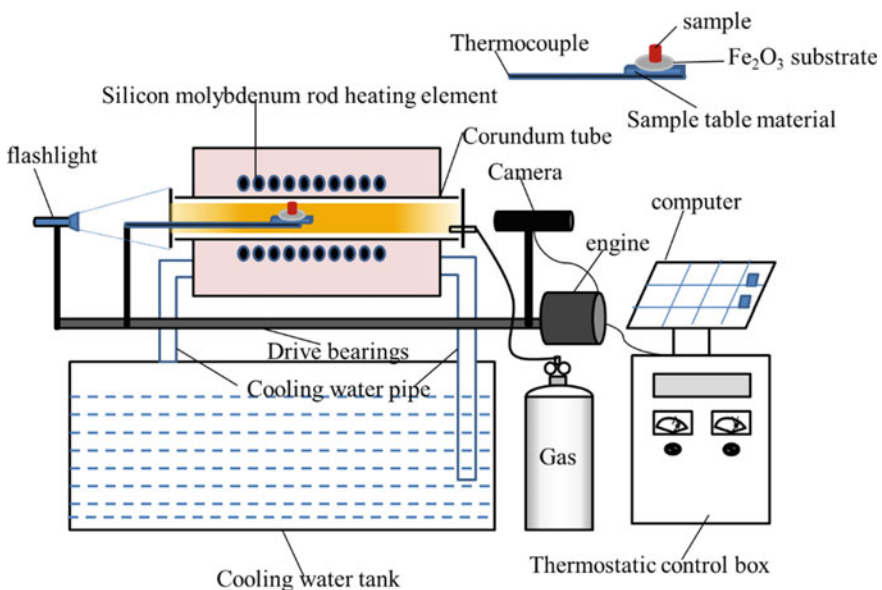 sample
Thermocouple
Fe₂O₃ substrate
Silicon molybdenum rod heating element
Sample table material
Corundum tube
flashlight
Camera
computer
engine
Drive bearings
Cooling water pipe
Gas
Thermostatic control box
Cooling water tank